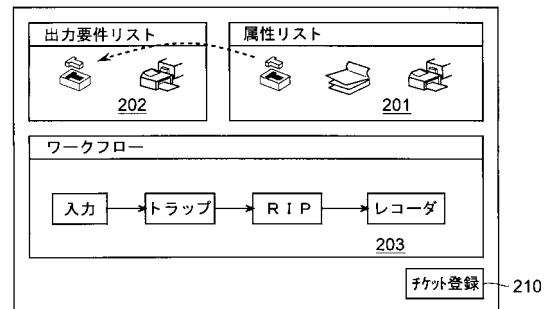 出力要件リスト
属性リスト
202
201
ワークフロー
入力
トラップ
RIP
レコーダ
203
チケット登録
210